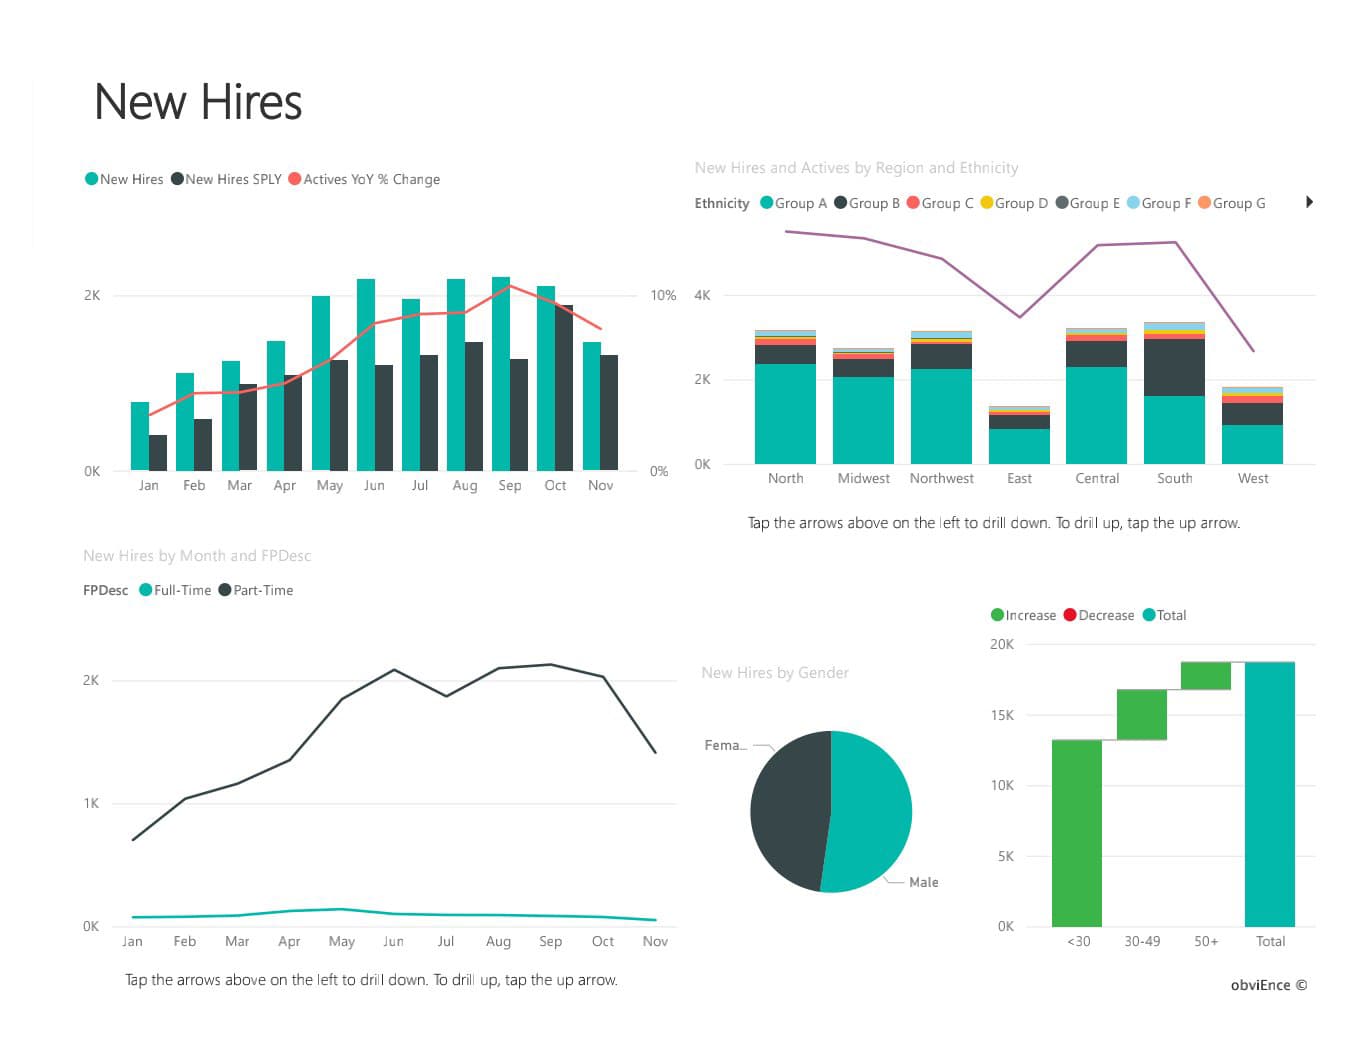 New Hires
New Hires New Hires SPLY Actives YoY % Change
2K
10%
0K
0%
Jan Feb Mar Apr May Jun Jul Aug Sep Oct Nov
New Hires and Actives by Region and Ethnicity
Ethnicity Group A Group B Group C Group D Group E Group F Group G
4K
2K
0K
North Midwest Northwest East Central South West
Tap the arrows above on the left to drill down. To drill up, tap the up arrow.
New Hires by Month and FPDesc
FPDesc Full-Time Part-Time
2K
1K
0K
Jan Feb Mar Apr May Jun Jul Aug Sep Oct Nov
Tap the arrows above on the left to drill down. To drill up, tap the up arrow.
New Hires by Gender
Fema...
Male
Increase Decrease Total
20K
15K
10K
5K
0K
<30 30-49 50+ Total
obviEnce ©